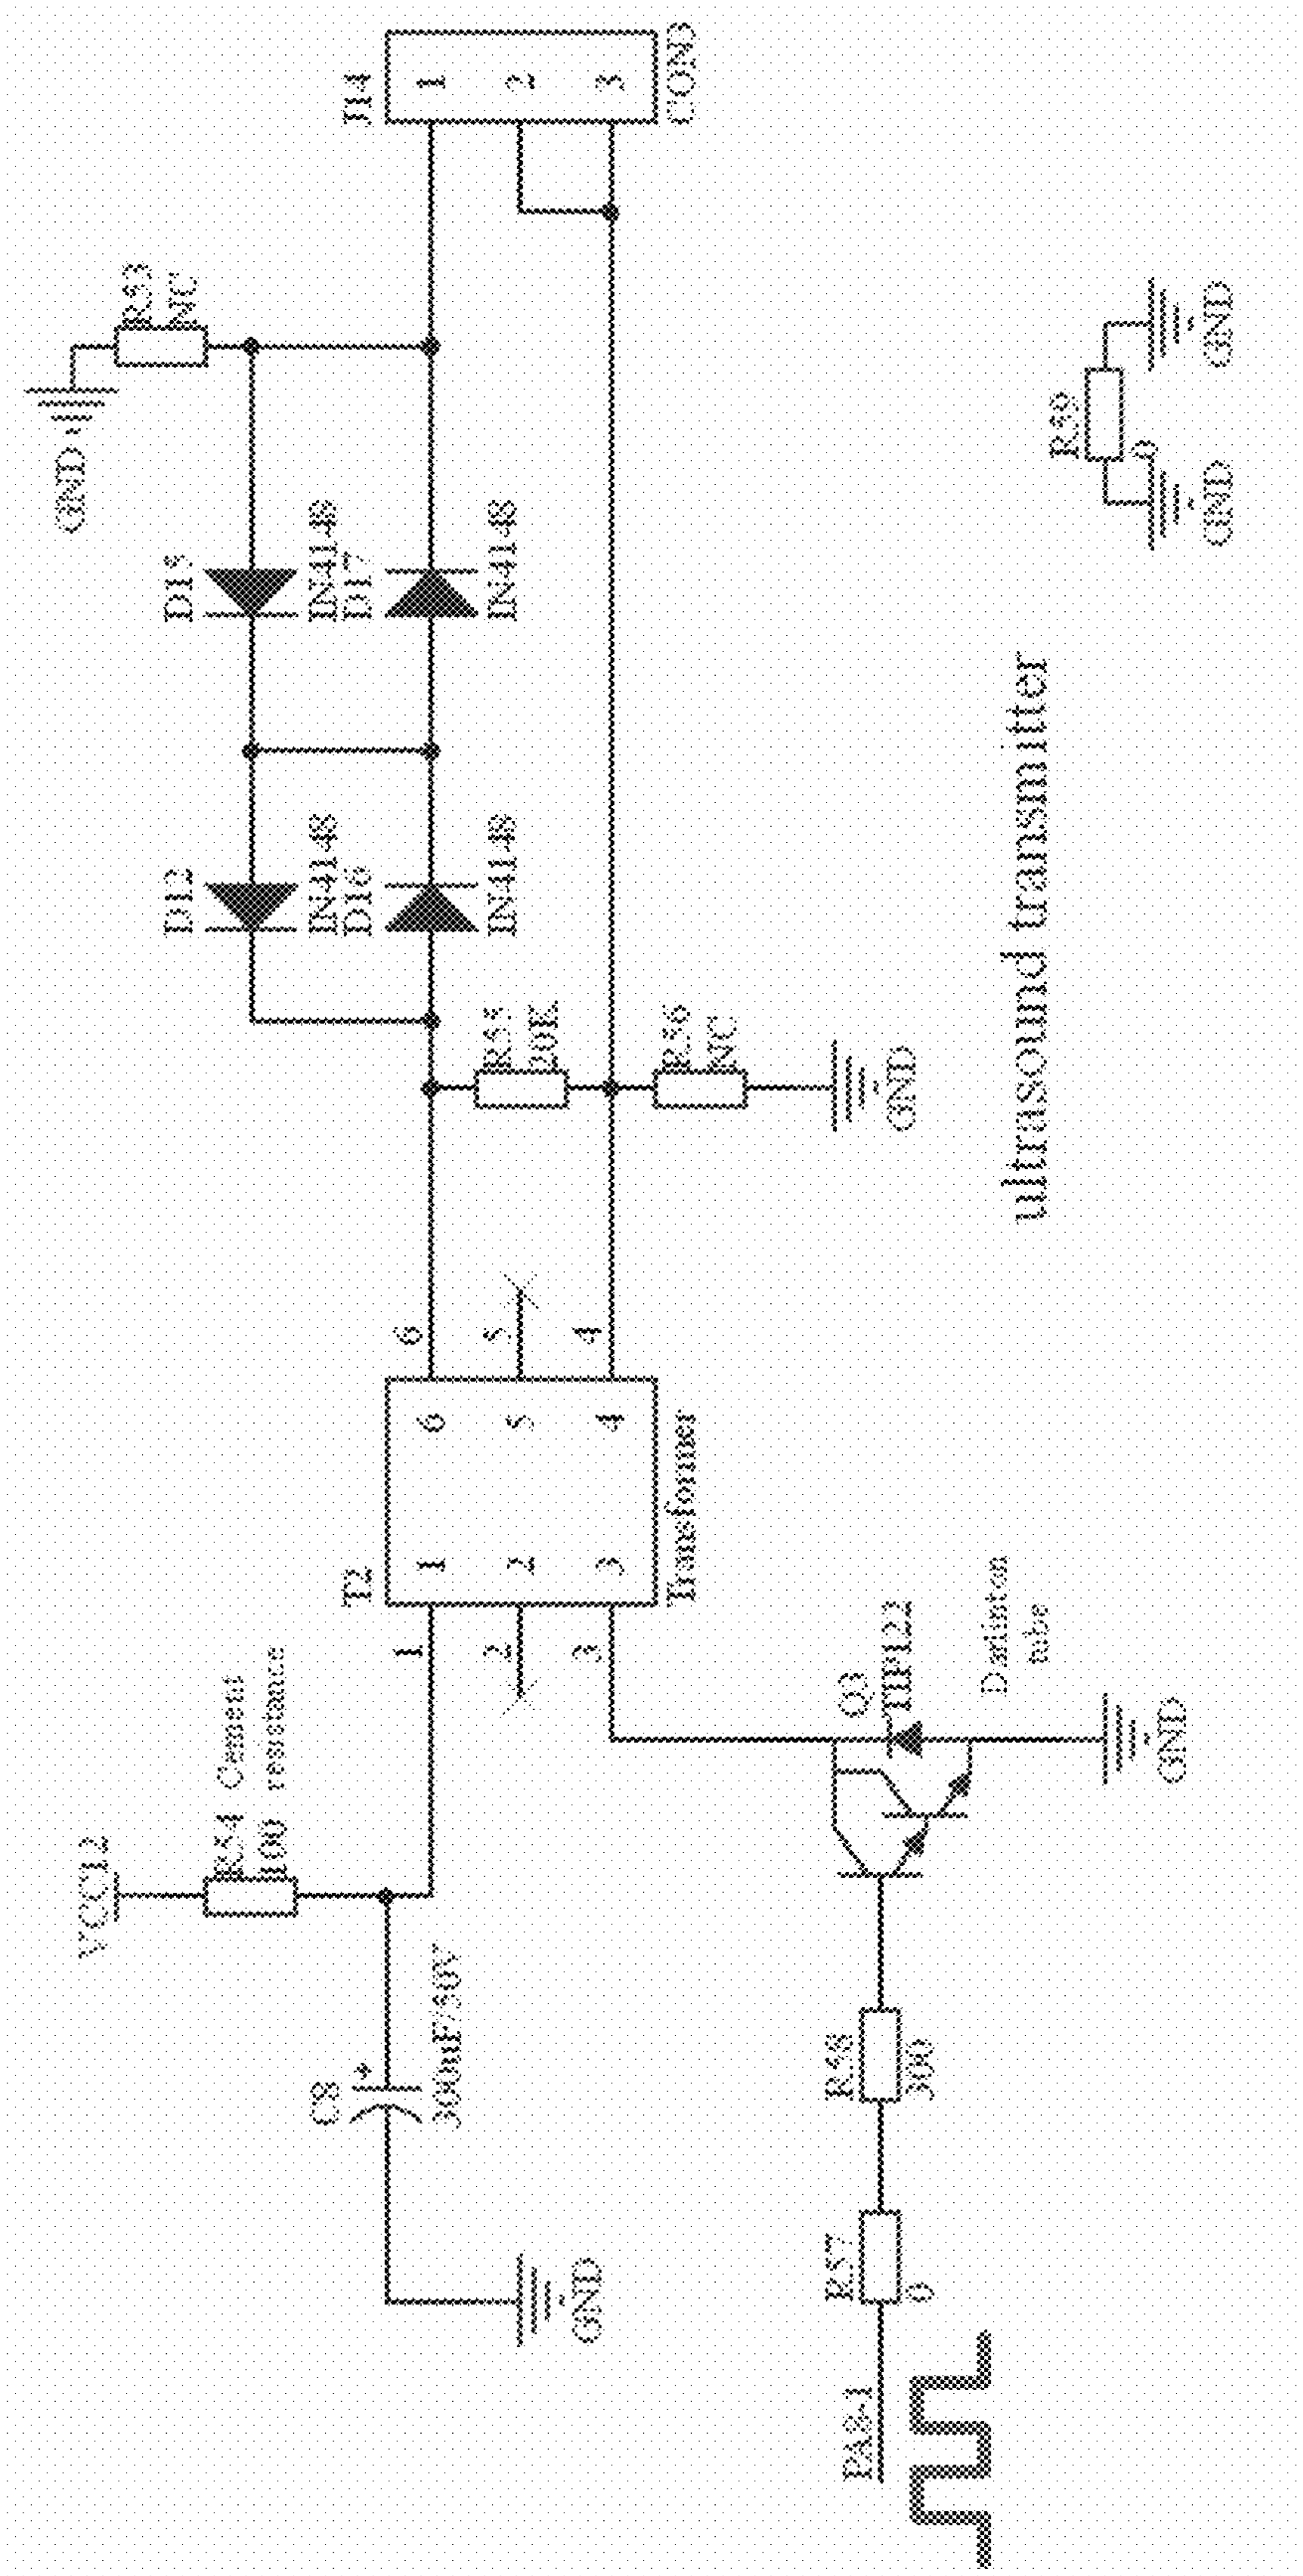 VCC12
R54
100
Cement
resistance
C8
+
300uF/50V
GND
T2
1
2
3
1
2
3
6
5
4
6
5
4
Transformer
GND
R53
NC
D12
IN4148
D15
IN4148
D16
IN4148
D17
IN4148
J14
1
2
3
CON3
R55
20K
R56
NC
GND
PA8-1
R57
0
R58
300
Q3
TIP122
Darlinton
tube
GND
ultrasound transmitter
R59
0
GND
GND